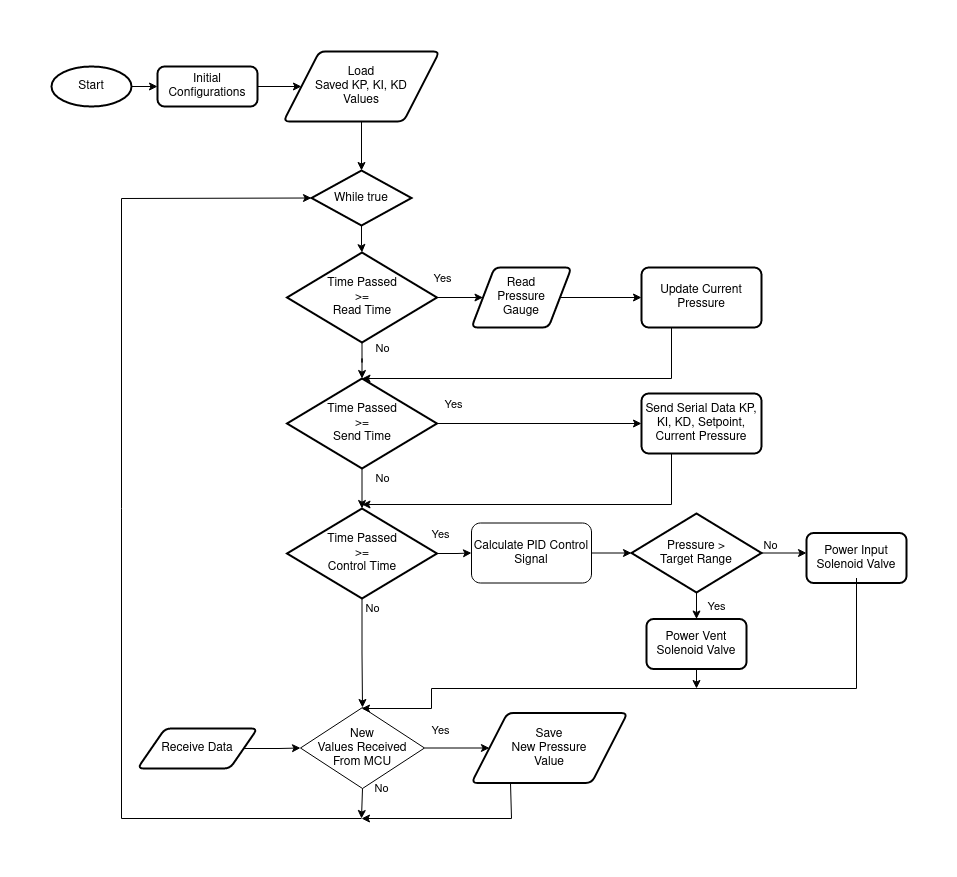 Start
Initial
Configurations
Load
Saved KP, KI, KD
Values
While true
Time Passed
>=
Read Time
Yes
No
Read
Pressure
Gauge
Update Current
Pressure
Time Passed
>=
Send Time
Yes
No
Send Serial Data KP,
KI, KD, Setpoint,
Current Pressure
Time Passed
>=
Control Time
Yes
No
Calculate PID Control
Signal
Pressure >
Target Range
No
Yes
Power Input
Solenoid Valve
Power Vent
Solenoid Valve
Receive Data
New
Values Received
From MCU
Yes
No
Save
New Pressure
Value